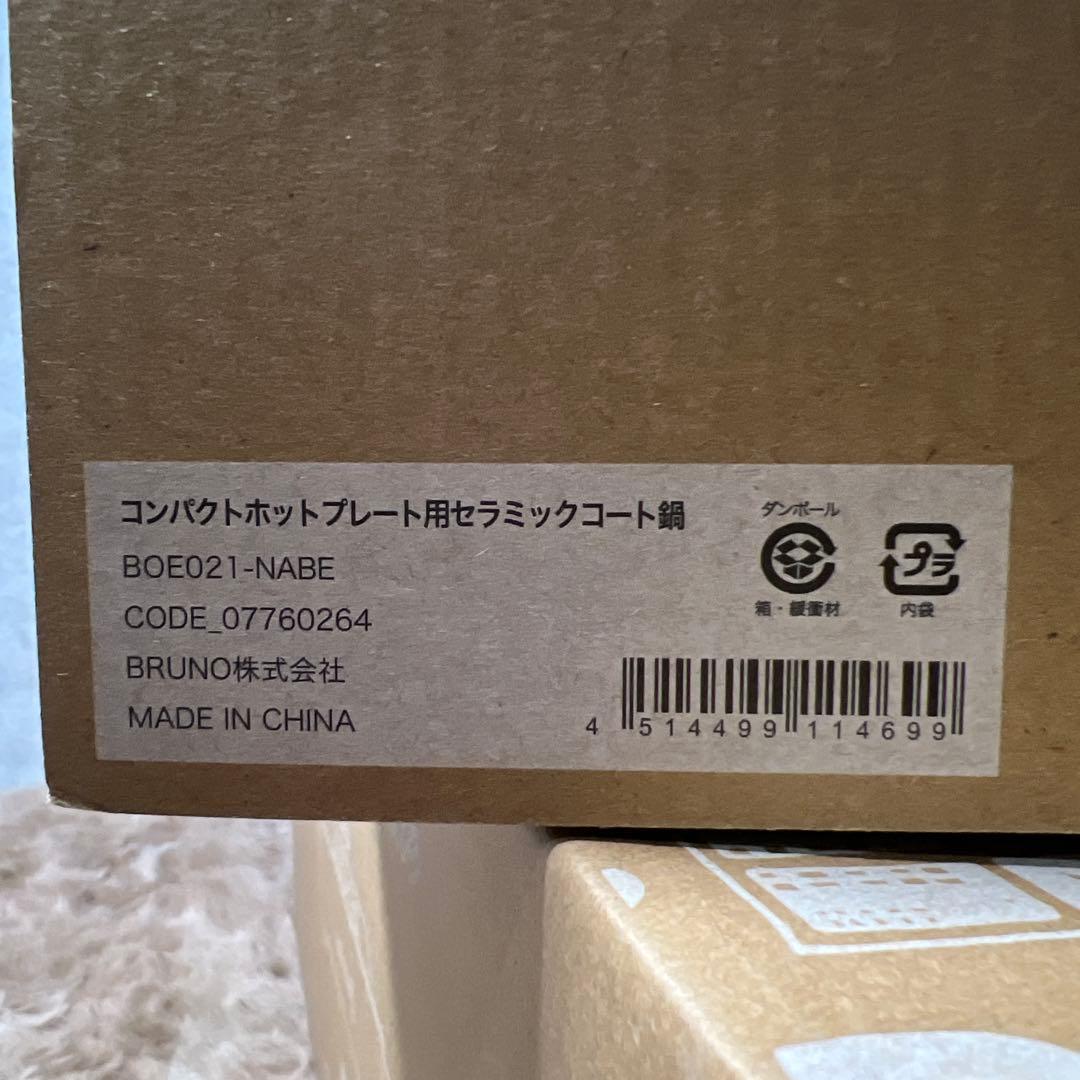 コンパクトホットプレート用セラミックコート鍋
BOE021-NABE
CODE_07760264
BRUNO株式会社
MADE IN CHINA
ダンボール
箱・緩衝材
プラ
内袋
4 514499 114699